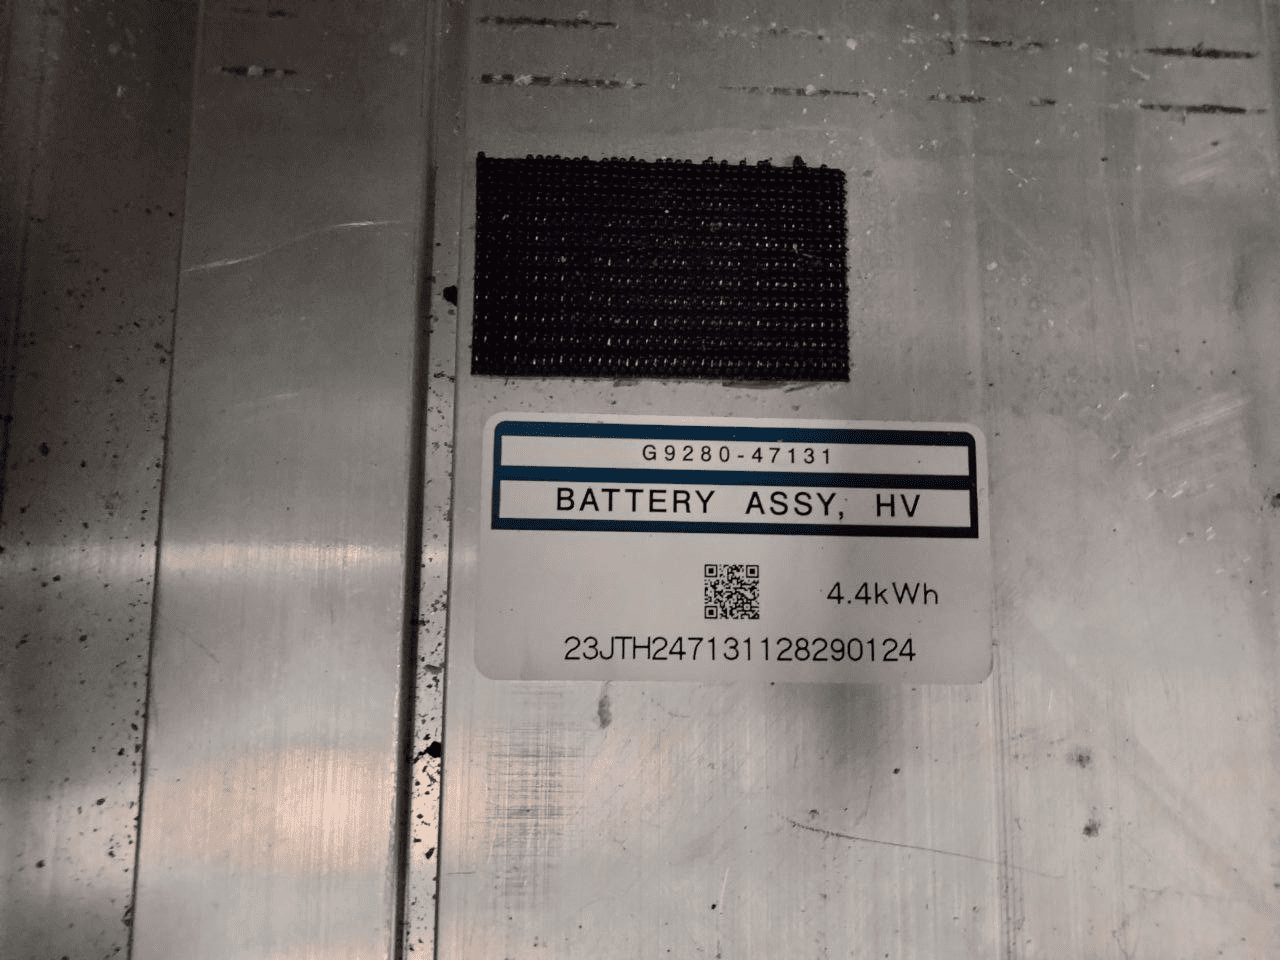 G9280-47131
BATTERY ASSY, HV
4.4kWh
23JTH247131128290124